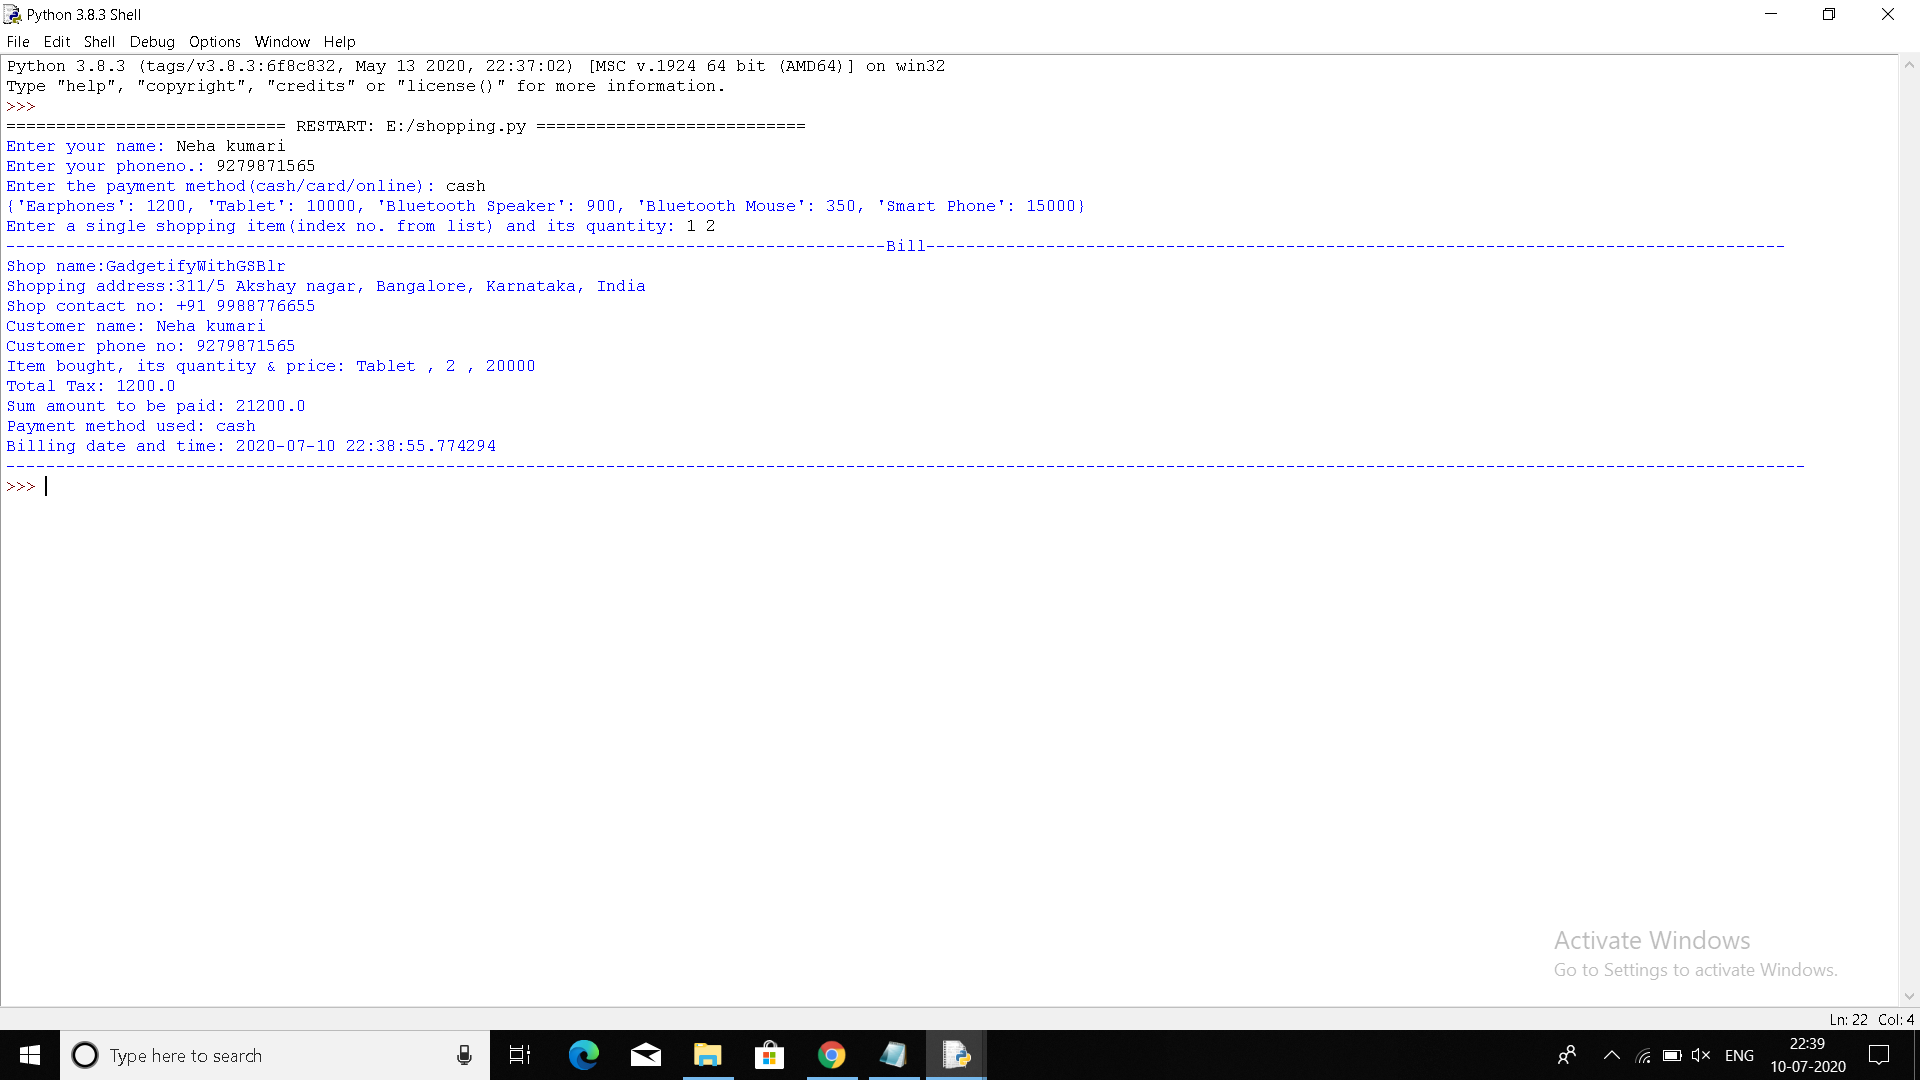 Python 3.8.3 Shell
File Edit Shell Debug Options Window Help
Python 3.8.3 (tags/v3.8.3:6f8c832, May 13 2020, 22:37:02) [MSC v.1924 64 bit (AMD64)] on win32
Type "help", "copyright", "credits" or "license()" for more information.
>>>
============================ RESTART: E:/shopping.py ===========================
Enter your name: Neha kumari
Enter your phoneno.: 9279871565
Enter the payment method(cash/card/online): cash
{'Earphones': 1200, 'Tablet': 10000, 'Bluetooth Speaker': 900, 'Bluetooth Mouse': 350, 'Smart Phone': 15000}
Enter a single shopping item(index no. from list) and its quantity: 1 2
----------------------------------------------------------------------------------------Bill--------------------------------------------------------------------------------------
Shop name:GadgetifyWithGSBlr
Shopping address:311/5 Akshay nagar, Bangalore, Karnataka, India
Shop contact no: +91 9988776655
Customer name: Neha kumari
Customer phone no: 9279871565
Item bought, its quantity & price: Tablet , 2 , 20000
Total Tax: 1200.0
Sum amount to be paid: 21200.0
Payment method used: cash
Billing date and time: 2020-07-10 22:38:55.774294
------------------------------------------------------------------------------------------------------------------------------------------------------------------------------------
>>>
Activate Windows
Go to Settings to activate Windows.
Ln: 22 Col: 4
Type here to search
ENG
22:39
10-07-2020